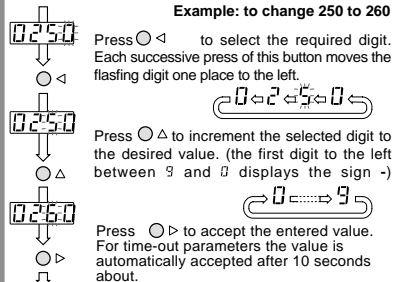 Example: to change 250 to 260
0250
Press ◁ to select the required digit.
Each successive press of this button moves the
flasfing digit one place to the left.
◁
0 ⇦ 2 ⇦ 5 ⇦ 0
0250
Press △ to increment the selected digit to
the desired value. (the first digit to the left
between 9 and 0 displays the sign -)
△
0 ⇨ 9
0260
Press ▷ to accept the entered value.
For time-out parameters the value is
automatically accepted after 10 seconds
about.
▷